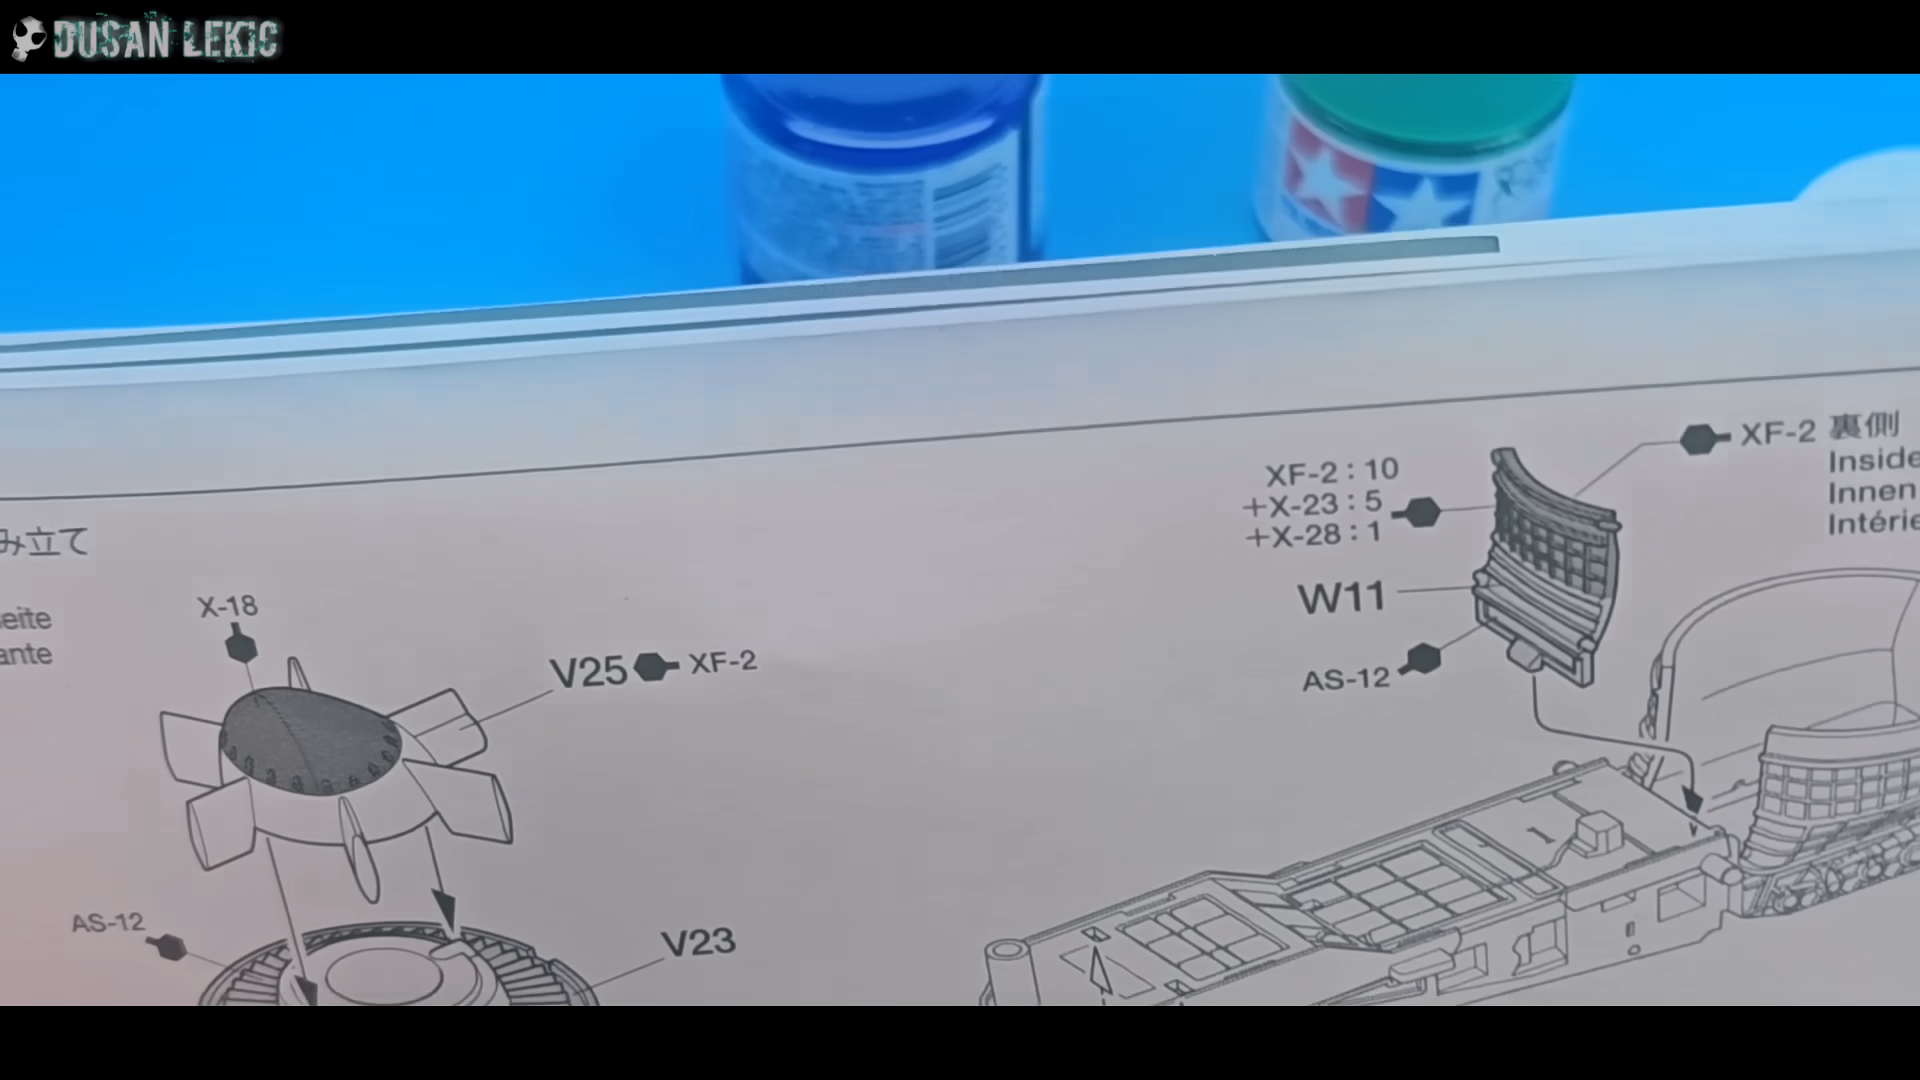 DUSAN LEKIC
XF-2 : 10
+X-23 : 5
+X-28 : 1
XF-2 裏側
Inside
Innen
Intérie
W11
AS-12
み立て
eite
ante
X-18
V25 XF-2
AS-12
V23